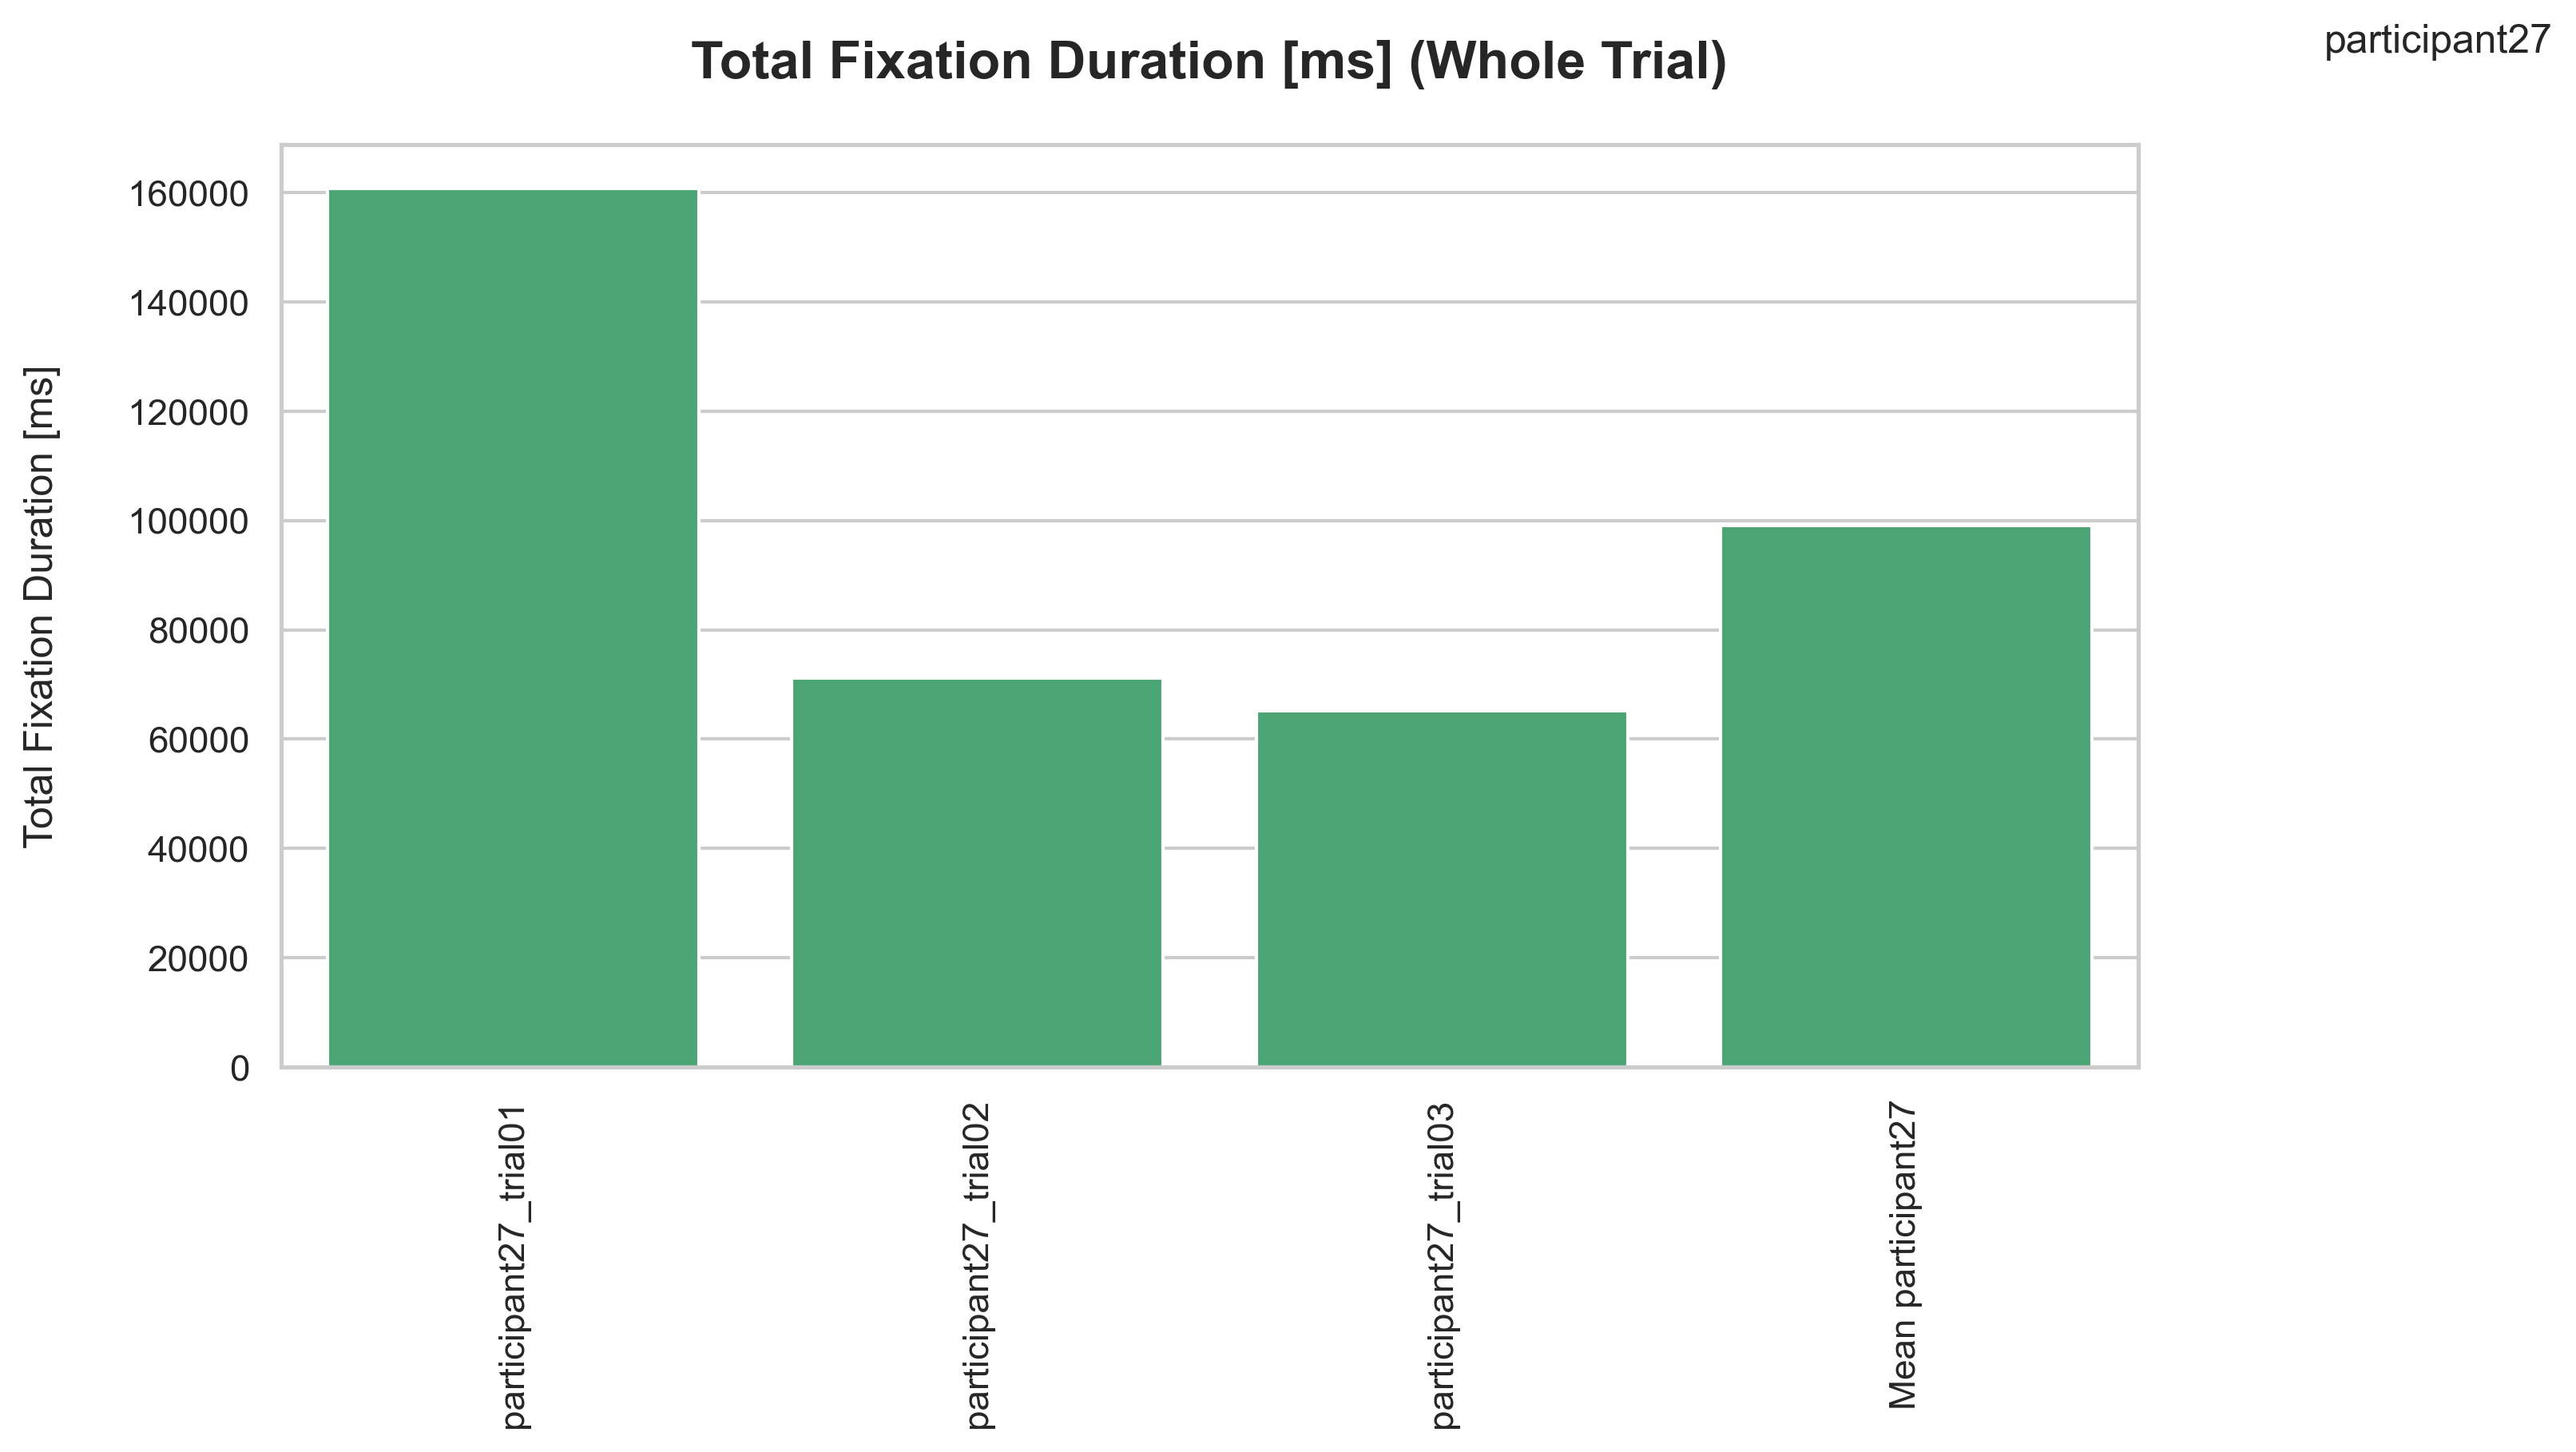 participant27
Total Fixation Duration [ms] (Whole Trial)
Total Fixation Duration [ms]
160000
140000
120000
100000
80000
60000
40000
20000
0
participant27_trial01
participant27_trial02
participant27_trial03
Mean participant27